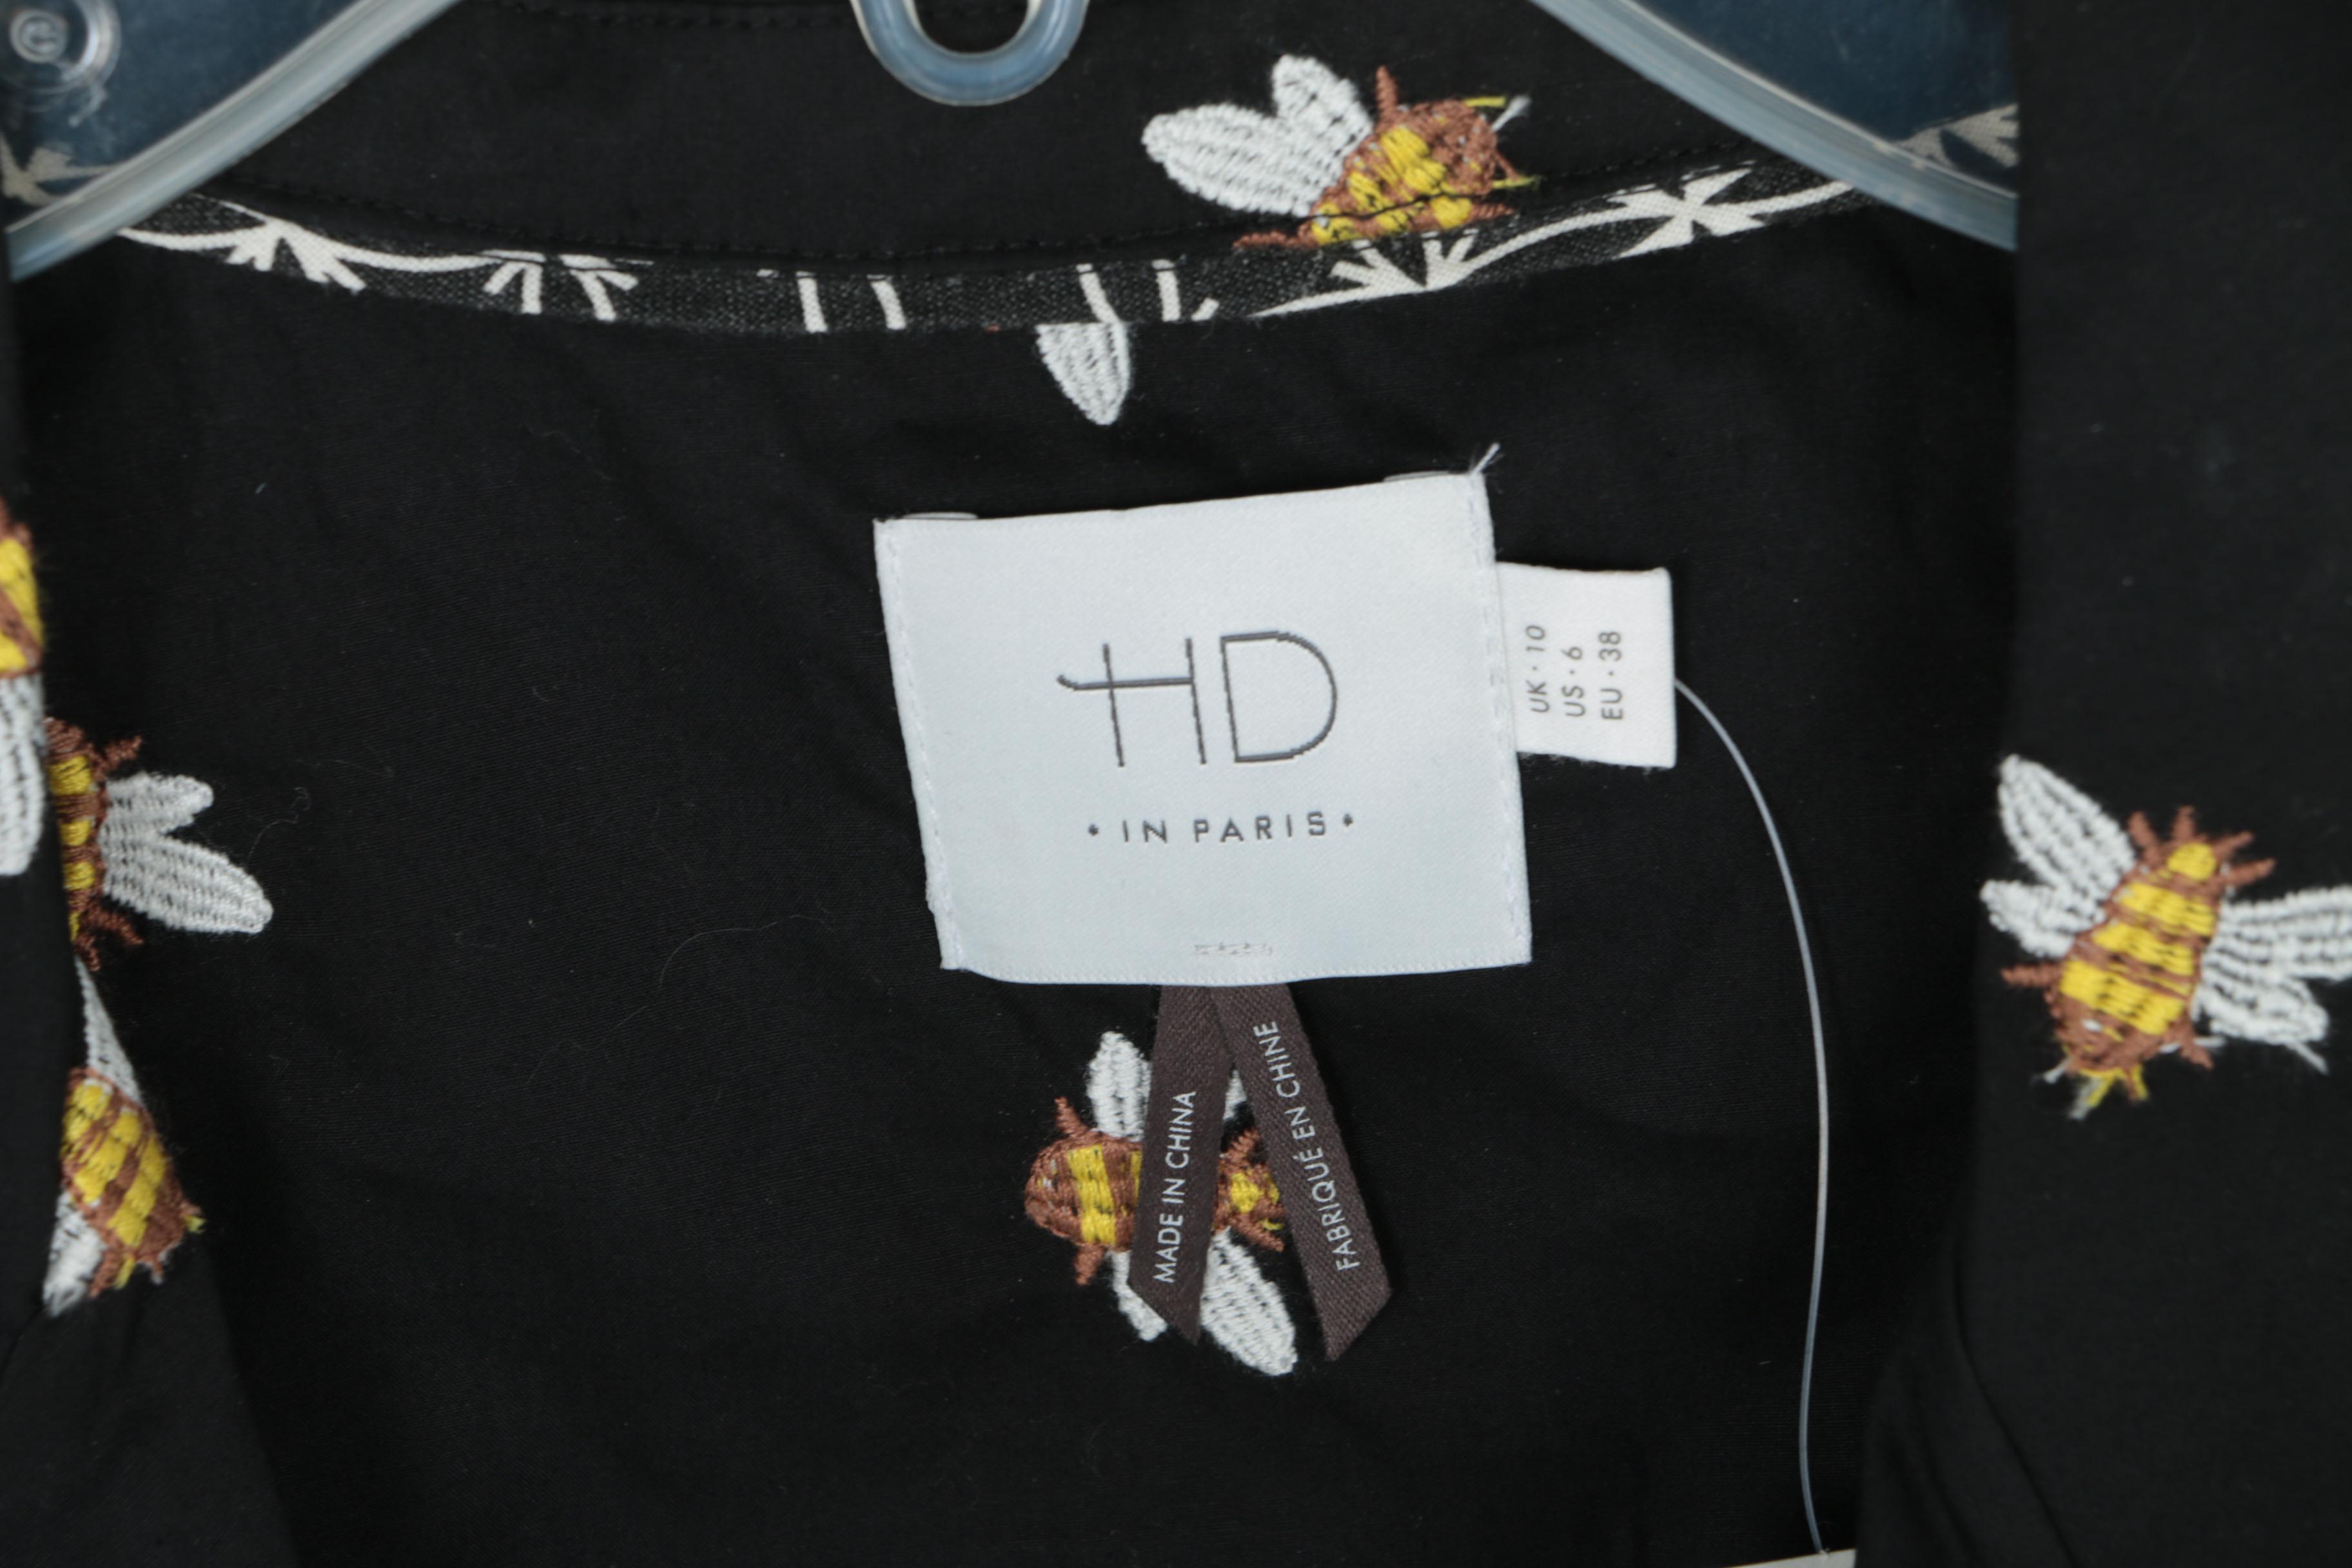 HD
• IN PARIS •
UK · 10
US · 6
EU · 38
MADE IN CHINA
FABRIQUÉ EN CHINE